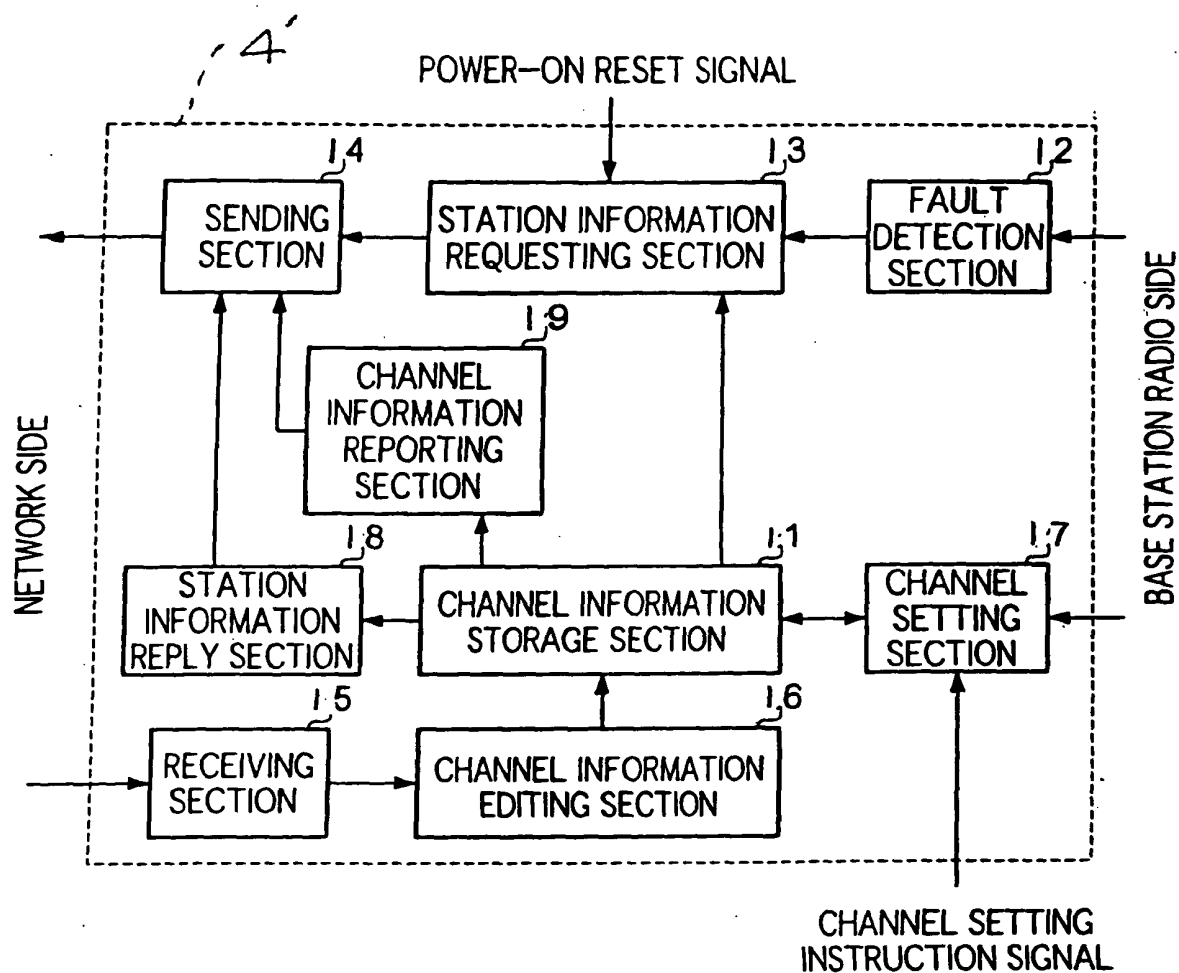 4'
POWER-ON RESET SIGNAL
14
SENDING
SECTION
13
STATION INFORMATION
REQUESTING SECTION
12
FAULT
DETECTION
SECTION
19
CHANNEL
INFORMATION
REPORTING
SECTION
NETWORK SIDE
BASE STATION RADIO SIDE
18
STATION
INFORMATION
REPLY SECTION
11
CHANNEL INFORMATION
STORAGE SECTION
17
CHANNEL
SETTING
SECTION
15
RECEIVING
SECTION
16
CHANNEL INFORMATION
EDITING SECTION
CHANNEL SETTING
INSTRUCTION SIGNAL